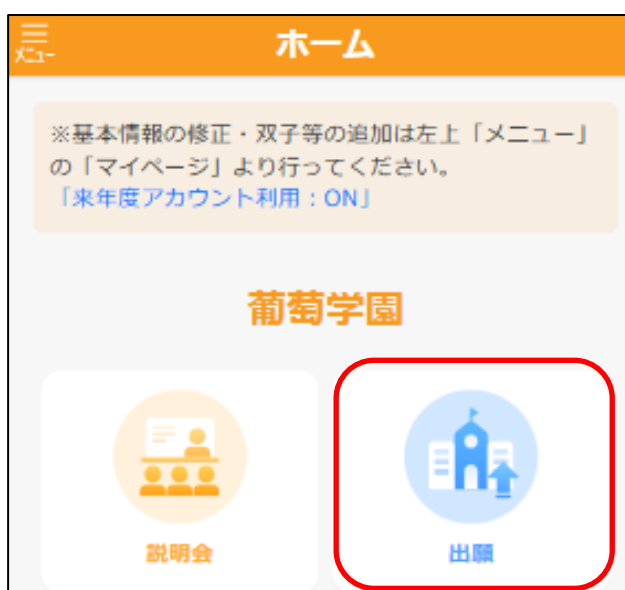 メニュー
ホーム
※基本情報の修正・双子等の追加は左上「メニュー」
の「マイページ」より行ってください。
「来年度アカウント利用：ON」
葡萄学園
説明会
出願